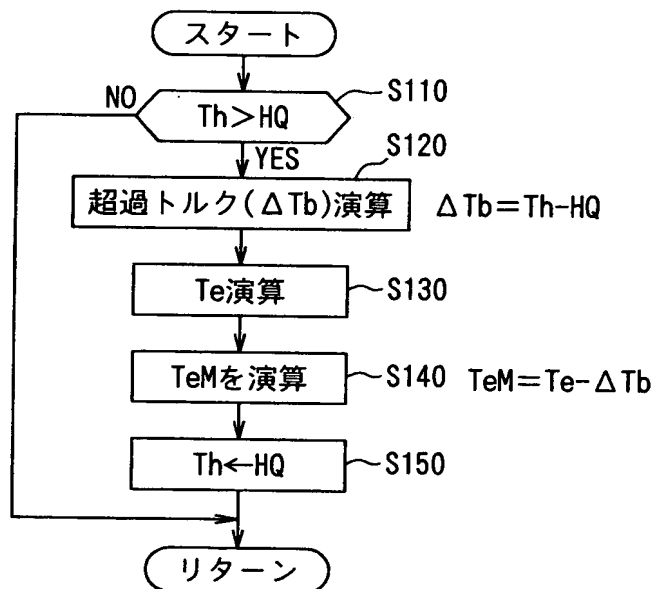 スタート
NO
Th>HQ
S110
YES
S120
超過トルク(ΔTb)演算
ΔTb=Th-HQ
Te演算
S130
TeMを演算
S140
TeM=Te-ΔTb
Th←HQ
S150
リターン